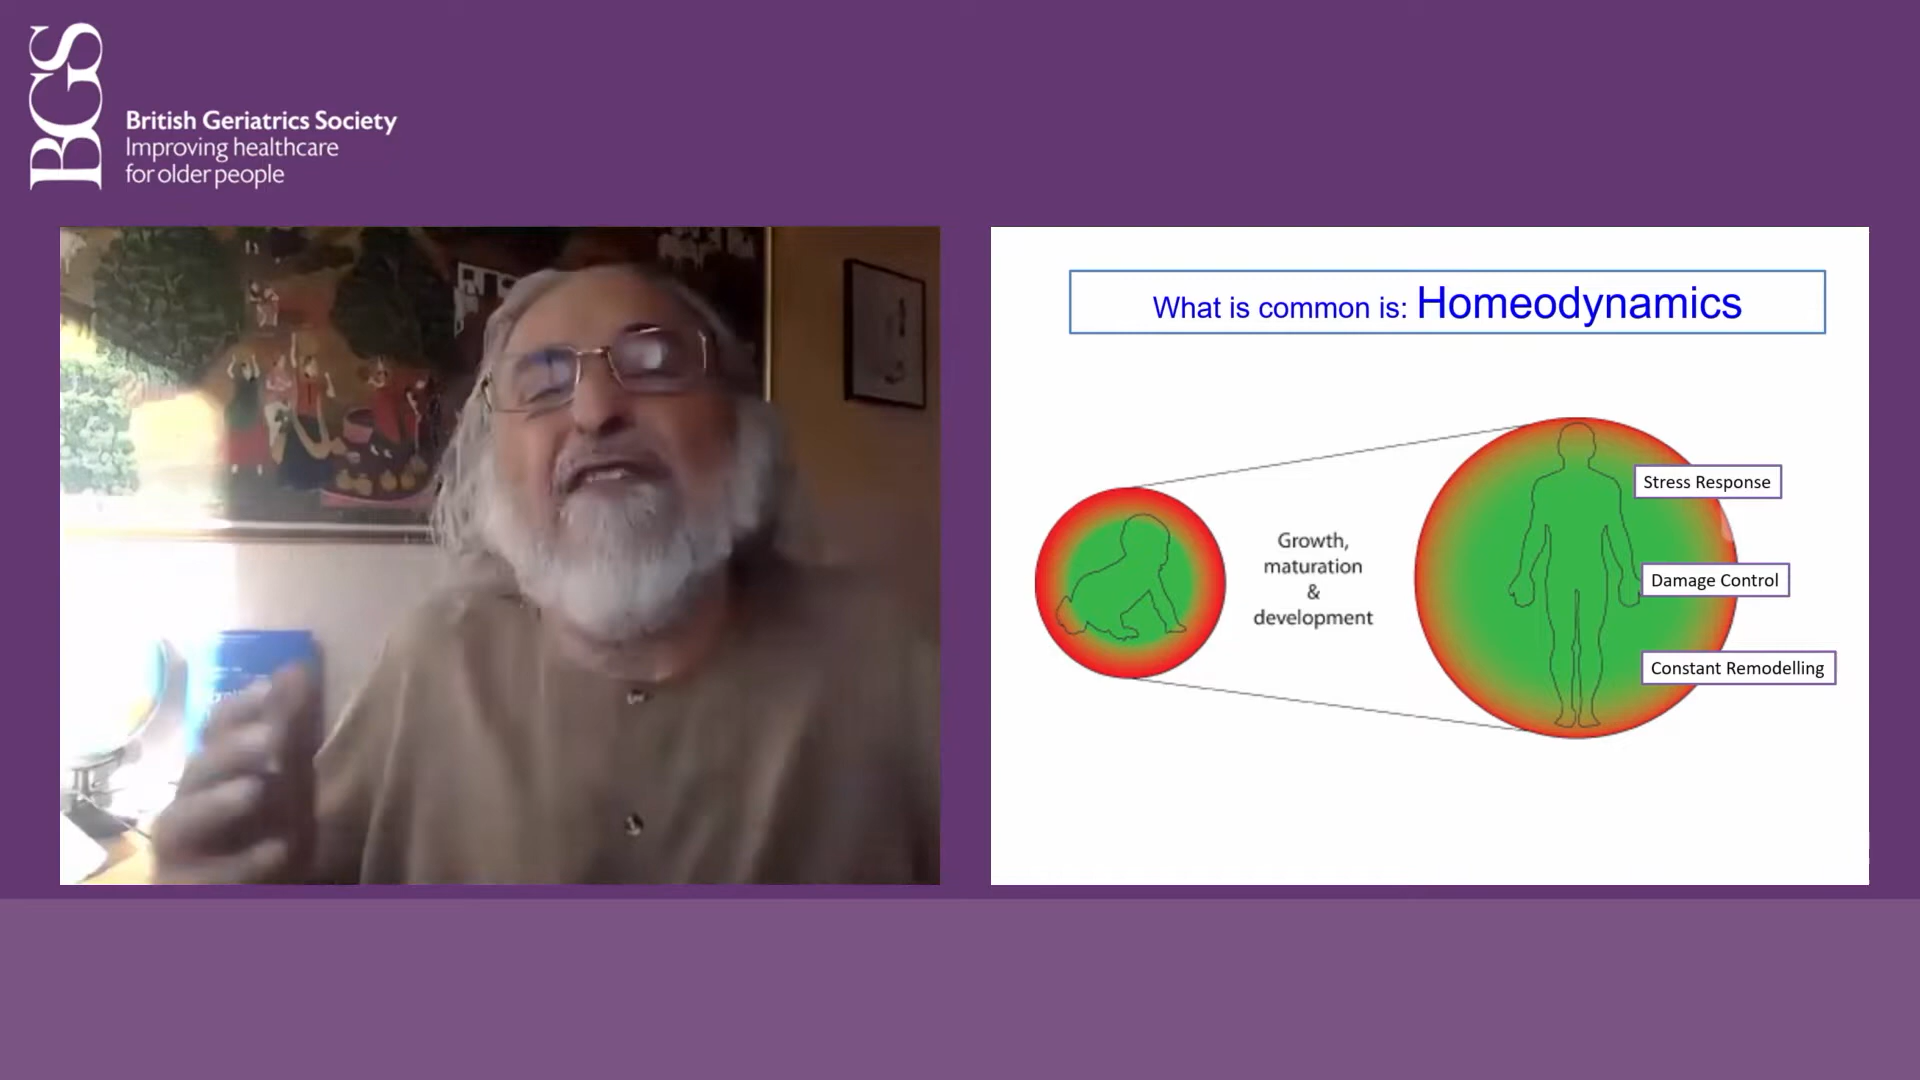 BGS
British Geriatrics Society
Improving healthcare
for older people
What is common is: Homeodynamics
Growth,
maturation
&
development
Stress Response
Damage Control
Constant Remodelling